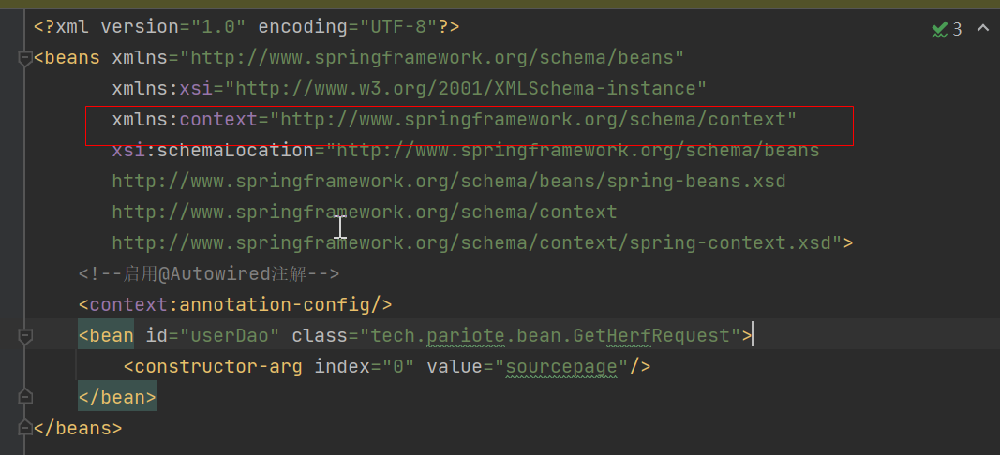 <?xml version="1.0" encoding="UTF-8"?>
3
<beans xmlns="http://www.springframework.org/schema/beans"
xmlns:xsi="http://www.w3.org/2001/XMLSchema-instance"
xmlns:context="http://www.springframework.org/schema/context"
xsi:schemaLocation="http://www.springframework.org/schema/beans
http://www.springframework.org/schema/beans/spring-beans.xsd
http://www.springframework.org/schema/context
http://www.springframework.org/schema/context/spring-context.xsd">
<!--启用@Autowired注解-->
<context:annotation-config/>
<bean id="userDao" class="tech.pariote.bean.GetHerfRequest">
<constructor-arg index="0" value="sourcepage"/>
</bean>
</beans>